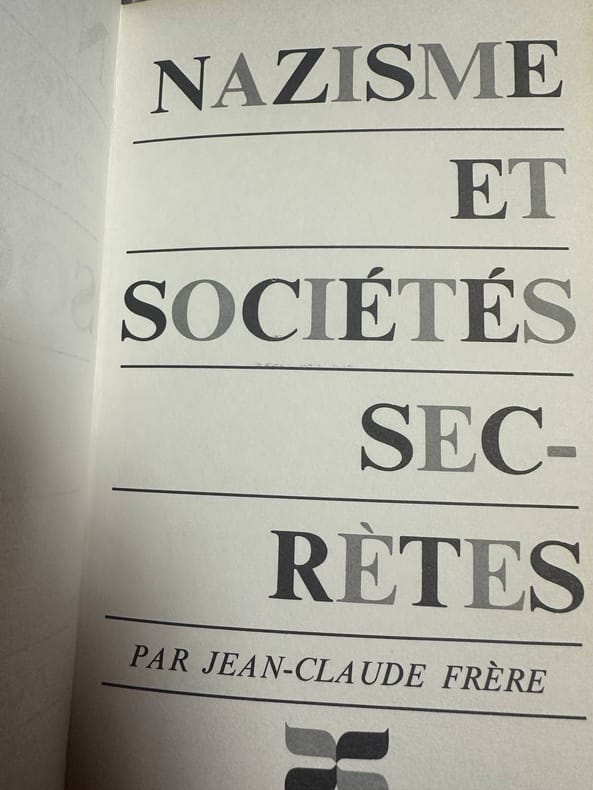 NAZISME
ET
SOCIÉTÉS
SEC-
RÈTES
PAR JEAN-CLAUDE FRÈRE